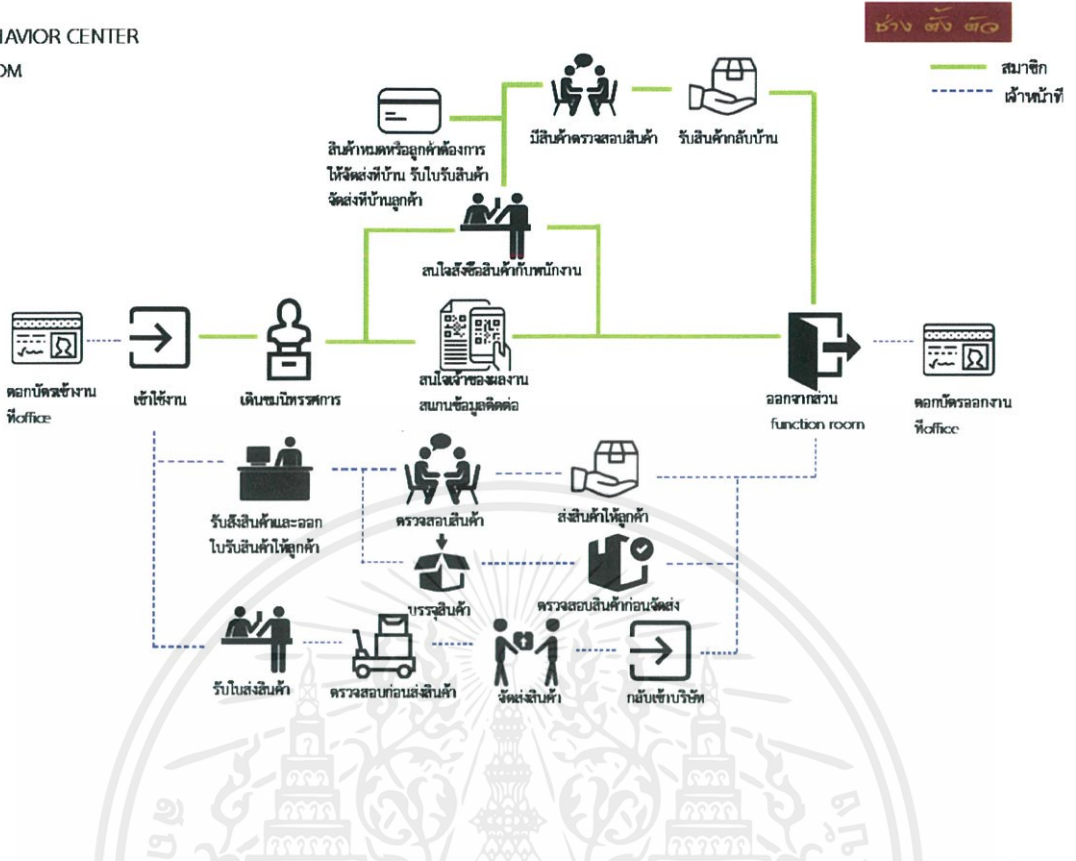 HAVIOR CENTER
OM
ช่าง ตั้ง ตัว
สมาชิก
เจ้าหน้าที่
สินค้าหมดหรือลูกค้าต้องการ
ให้จัดส่งที่บ้าน รับใบรับสินค้า
จัดส่งที่บ้านลูกค้า
มีสินค้าตรวจสอบสินค้า
รับสินค้ากลับบ้าน
สนใจสั่งซื้อสินค้ากับพนักงาน
ตอกบัตรเข้างาน
ที่office
เข้าใช้งาน
เดินชมนิทรรศการ
สนใจเจ้าของผลงาน
สแกนข้อมูลติดต่อ
ออกจากส่วน
function room
ตอกบัตรออกงาน
ที่office
รับสั่งสินค้าและออก
ใบรับสินค้าให้ลูกค้า
ตรวจสอบสินค้า
ส่งสินค้าให้ลูกค้า
บรรจุสินค้า
ตรวจสอบสินค้าก่อนจัดส่ง
รับใบส่งสินค้า
ตรวจสอบก่อนส่งสินค้า
จัดส่งสินค้า
กลับเข้าบริษัท